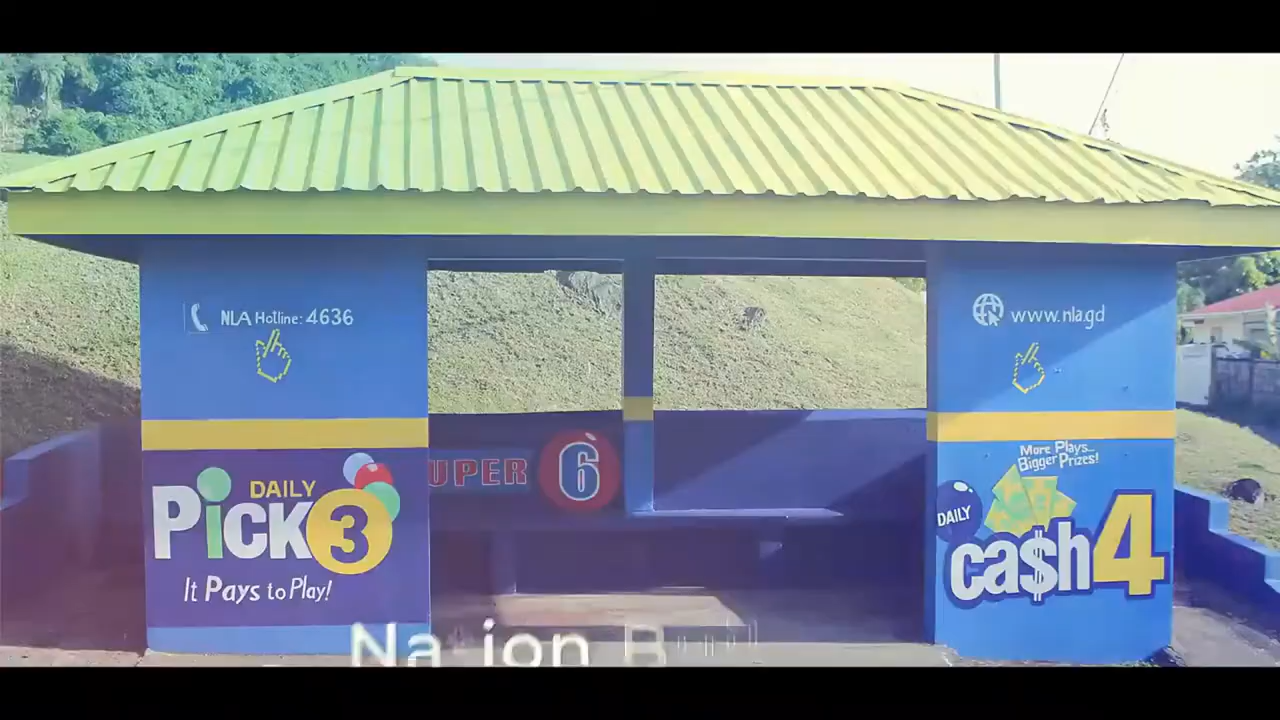 NLA Hotline: 4636
www.nla.gd
DAILY
Pick 3
It Pays to Play!
UPER 6
More Plays...
Bigger Prizes!
DAILY
ca$h 4